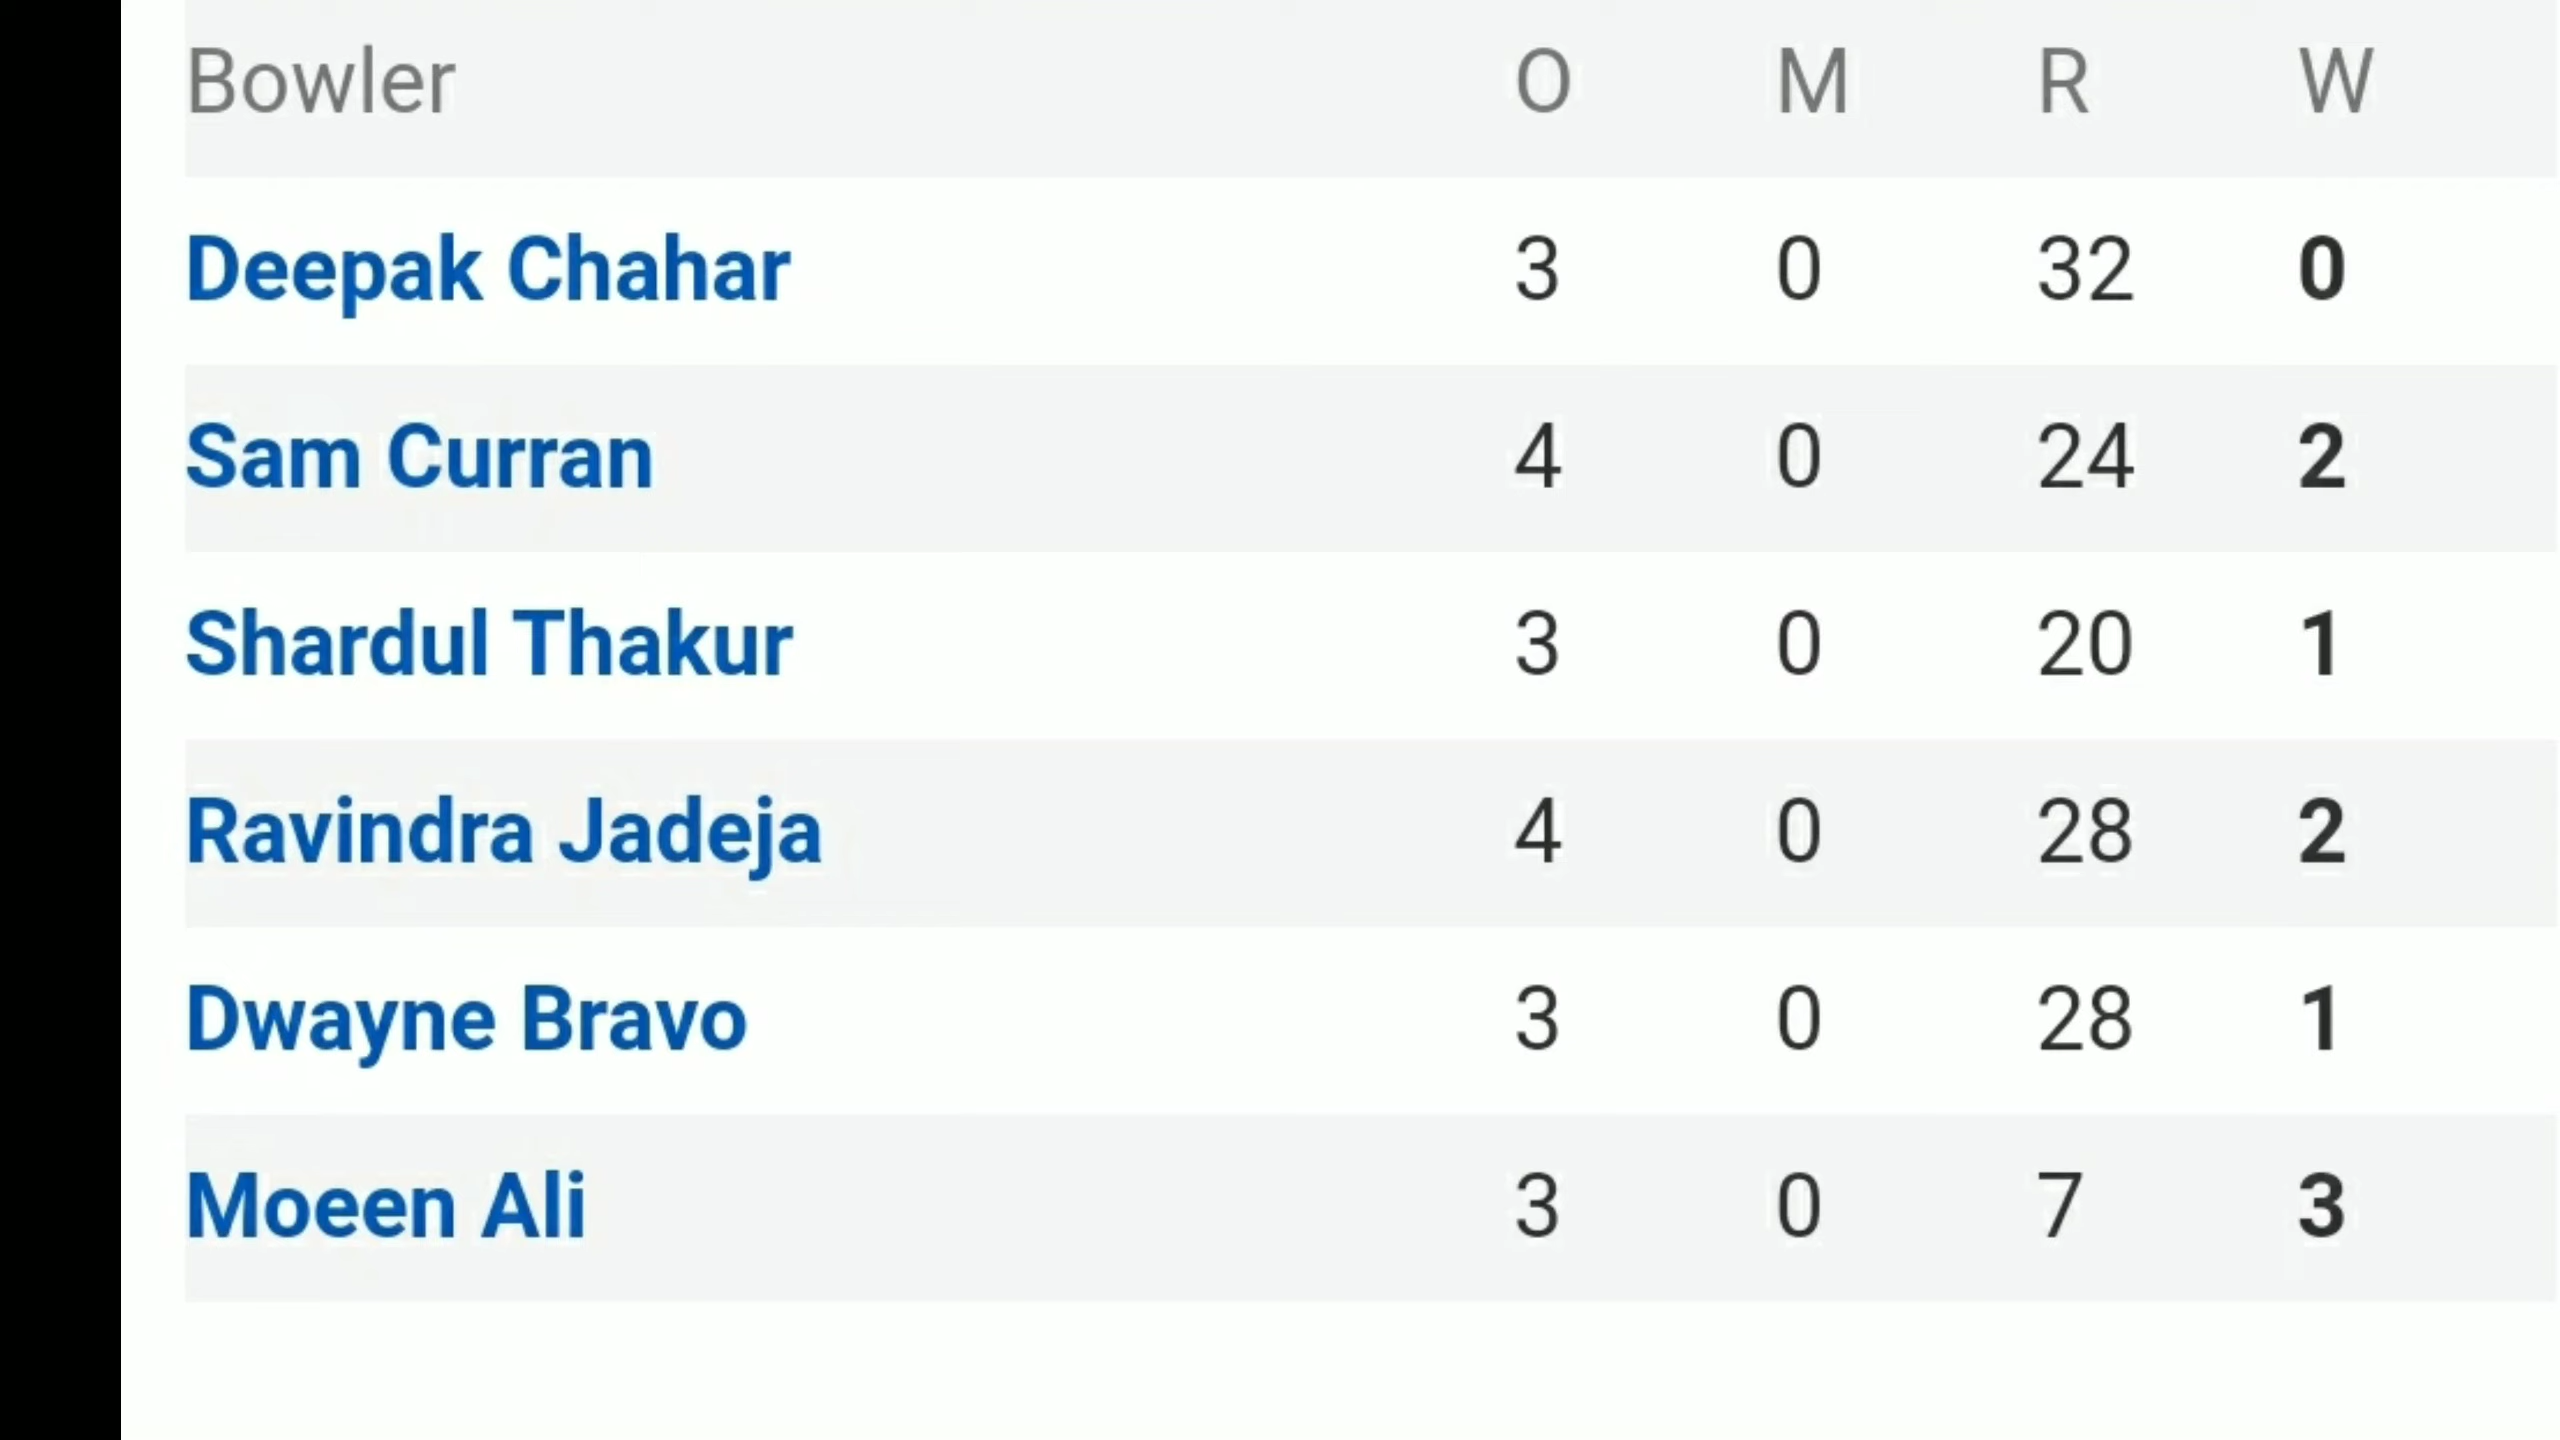 Bowler O M R W
Deepak Chahar 3 0 32 0
Sam Curran 4 0 24 2
Shardul Thakur 3 0 20 1
Ravindra Jadeja 4 0 28 2
Dwayne Bravo 3 0 28 1
Moeen Ali 3 0 7 3